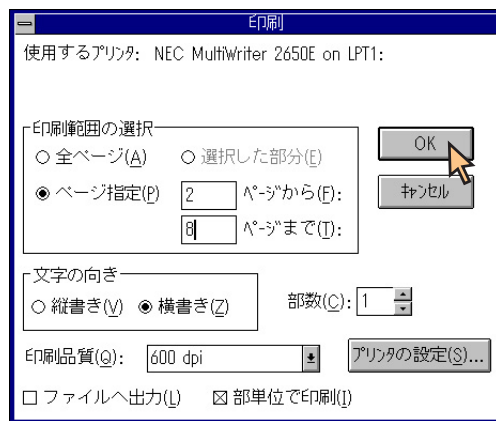 印刷
使用するﾌﾟﾘﾝﾀ: NEC MultiWriter 2650E on LPT1:
印刷範囲の選択
全ページ(A) 選択した部分(E)
ページ指定(P) 2 ﾍﾟｰｼﾞから(F):
8 ﾍﾟｰｼﾞまで(T):
OK
ｷｬﾝｾﾙ
文字の向き
縦書き(V) 横書き(Z)
部数(C): 1
印刷品質(Q): 600 dpi
ﾌﾟﾘﾝﾀの設定(S)...
ファイルへ出力(L) 部単位で印刷(I)